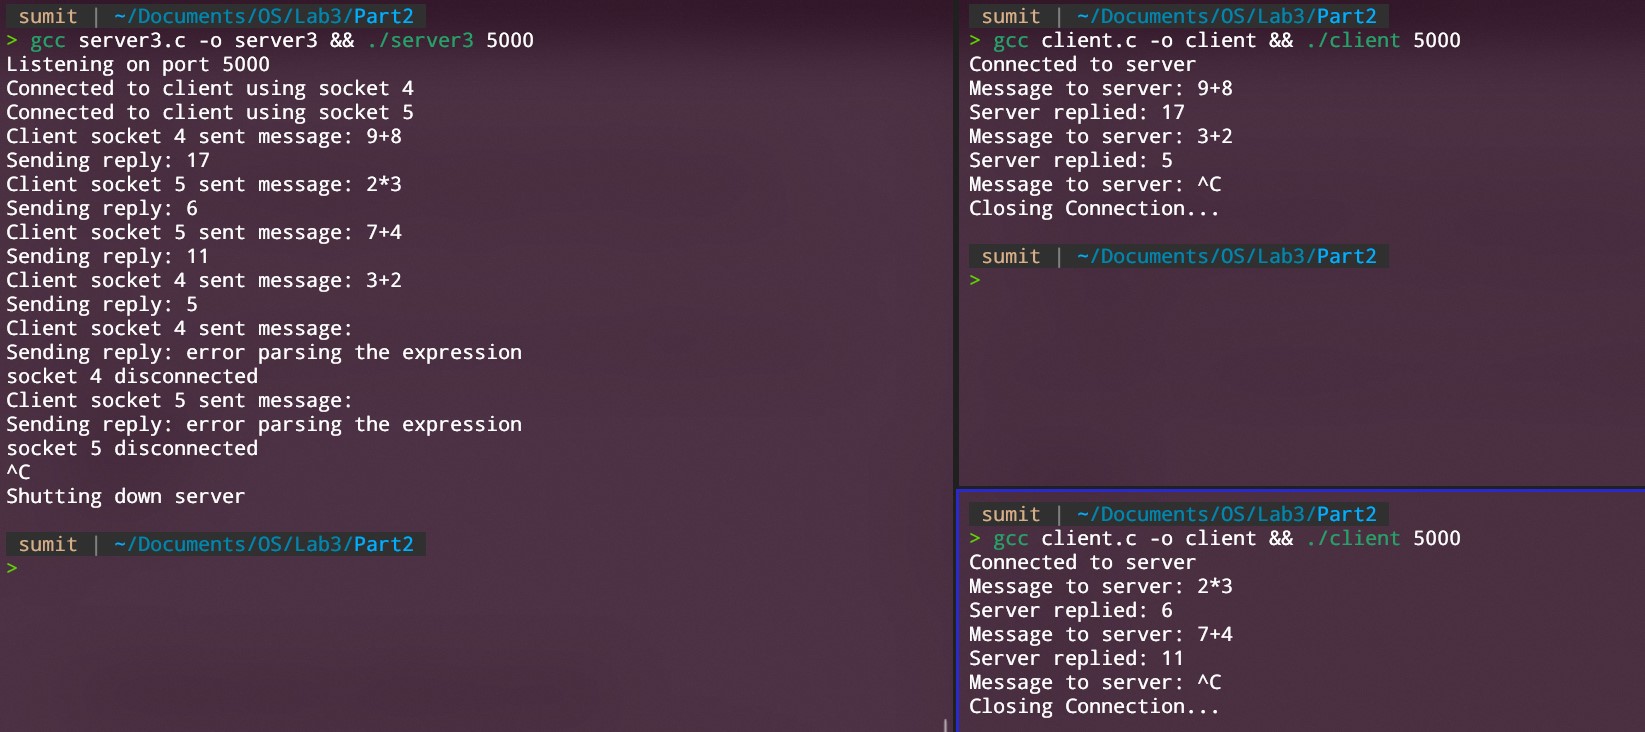 sumit | ~/Documents/OS/Lab3/Part2
> gcc server3.c -o server3 && ./server3 5000
Listening on port 5000
Connected to client using socket 4
Connected to client using socket 5
Client socket 4 sent message: 9+8
Sending reply: 17
Client socket 5 sent message: 2*3
Sending reply: 6
Client socket 5 sent message: 7+4
Sending reply: 11
Client socket 4 sent message: 3+2
Sending reply: 5
Client socket 4 sent message:
Sending reply: error parsing the expression
socket 4 disconnected
Client socket 5 sent message:
Sending reply: error parsing the expression
socket 5 disconnected
^C
Shutting down server
sumit | ~/Documents/OS/Lab3/Part2
>
sumit | ~/Documents/OS/Lab3/Part2
> gcc client.c -o client && ./client 5000
Connected to server
Message to server: 9+8
Server replied: 17
Message to server: 3+2
Server replied: 5
Message to server: ^C
Closing Connection...
sumit | ~/Documents/OS/Lab3/Part2
>
sumit | ~/Documents/OS/Lab3/Part2
> gcc client.c -o client && ./client 5000
Connected to server
Message to server: 2*3
Server replied: 6
Message to server: 7+4
Server replied: 11
Message to server: ^C
Closing Connection...